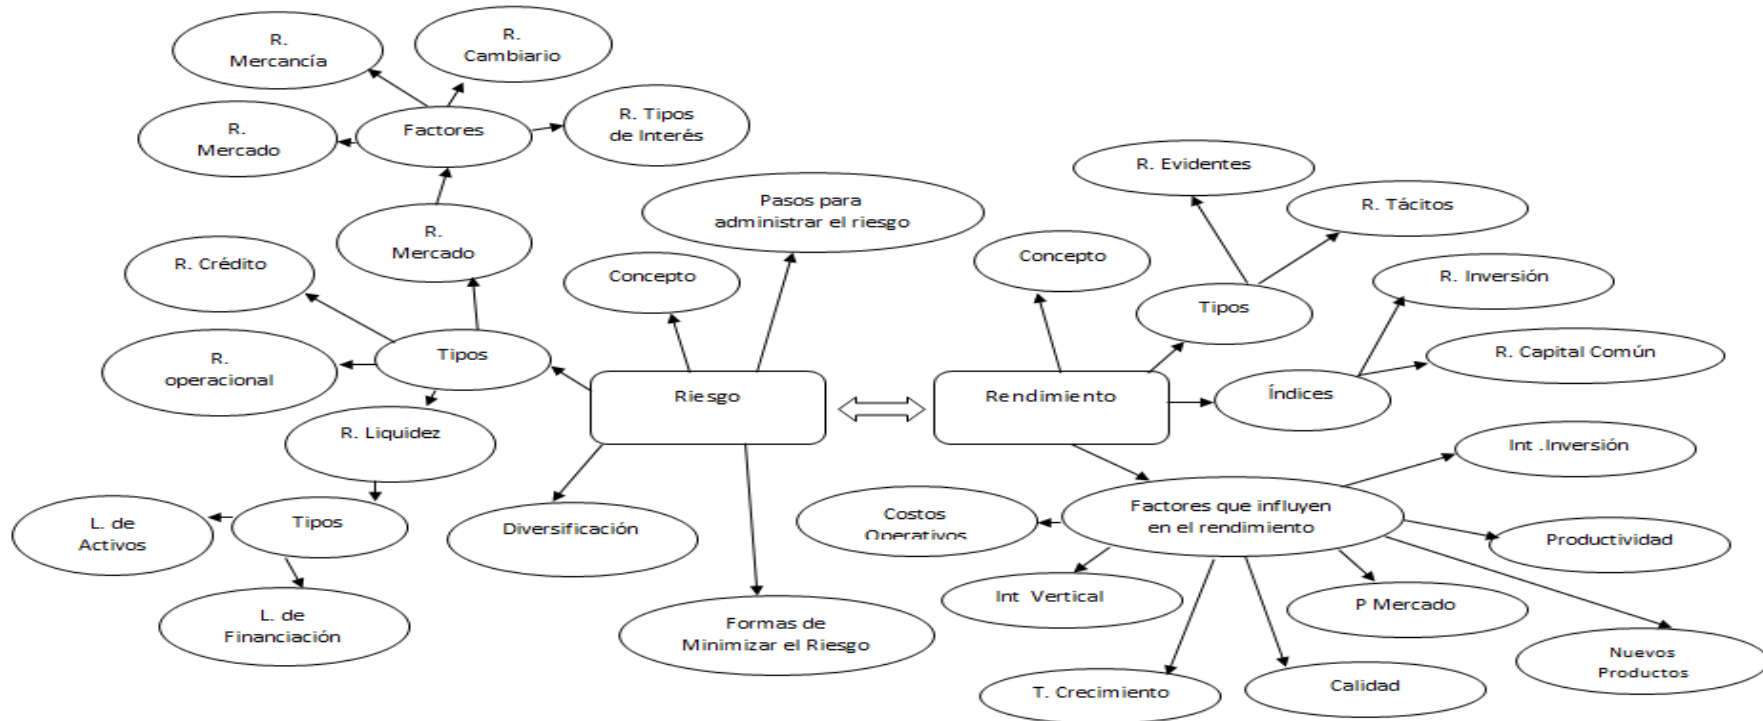 R.
Mercancía
R.
Cambiario
R.
Mercado
Factores
R. Tipos
de Interés
R.
Mercado
R. Crédito
R.
operacional
Tipos
R. Liquidez
Tipos
L. de
Activos
L. de
Financiación
Concepto
Pasos para
administrar el riesgo
Riesgo
Diversificación
Formas de
Minimizar el Riesgo
Rendimiento
Concepto
R. Evidentes
R. Tácitos
Tipos
R. Inversión
R. Capital Común
Índices
Factores que influyen
en el rendimiento
Int .Inversión
Productividad
Costos
Operativos
Int Vertical
P Mercado
Nuevos
Productos
T. Crecimiento
Calidad